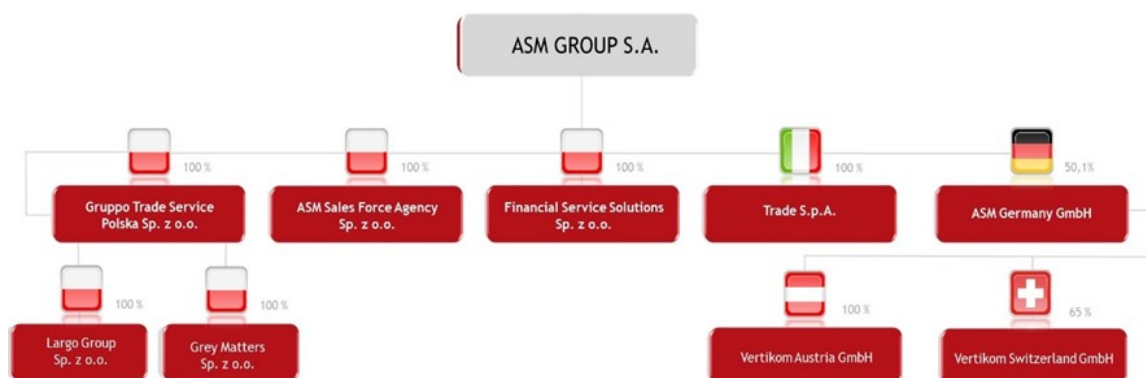 ASM GROUP S.A.
100 %
100 %
100 %
100 %
50,1%
Gruppo Trade Service
Polska Sp. z o.o.
ASM Sales Force Agency
Sp. z o.o.
Financial Service Solutions
Sp. z o.o.
Trade S.p.A.
ASM Germany GmbH
100 %
100 %
100 %
65 %
Largo Group
Sp. z o.o.
Grey Matters
Sp. z o.o.
Vertikom Austria GmbH
Vertikom Switzerland GmbH